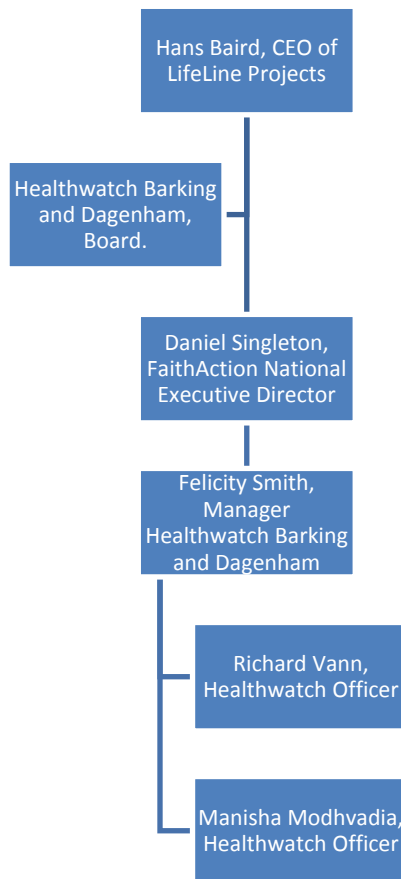 Hans Baird, CEO of
LifeLine Projects
Healthwatch Barking
and Dagenham,
Board.
Daniel Singleton,
FaithAction National
Executive Director
Felicity Smith,
Manager
Healthwatch Barking
and Dagenham
Richard Vann,
Healthwatch Officer
Manisha Modhvadia,
Healthwatch Officer